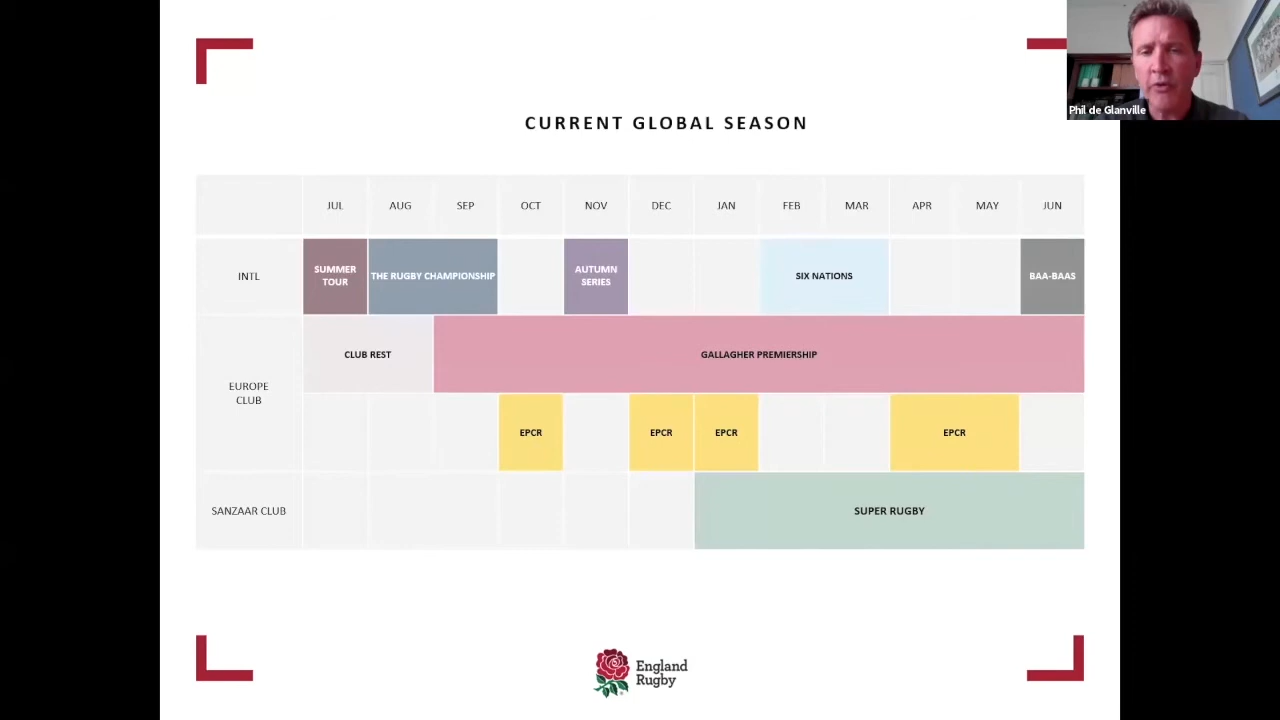 Phil de Glanville
CURRENT GLOBAL SEASON
JUL AUG SEP OCT NOV DEC JAN FEB MAR APR MAY JUN
INTL
SUMMER
TOUR
THE RUGBY CHAMPIONSHIP
AUTUMN
SERIES
SIX NATIONS
BAA-BAAS
EUROPE
CLUB
CLUB REST
GALLAGHER PREMIERSHIP
EPCR
EPCR
EPCR
EPCR
SANZAAR CLUB
SUPER RUGBY
England
Rugby